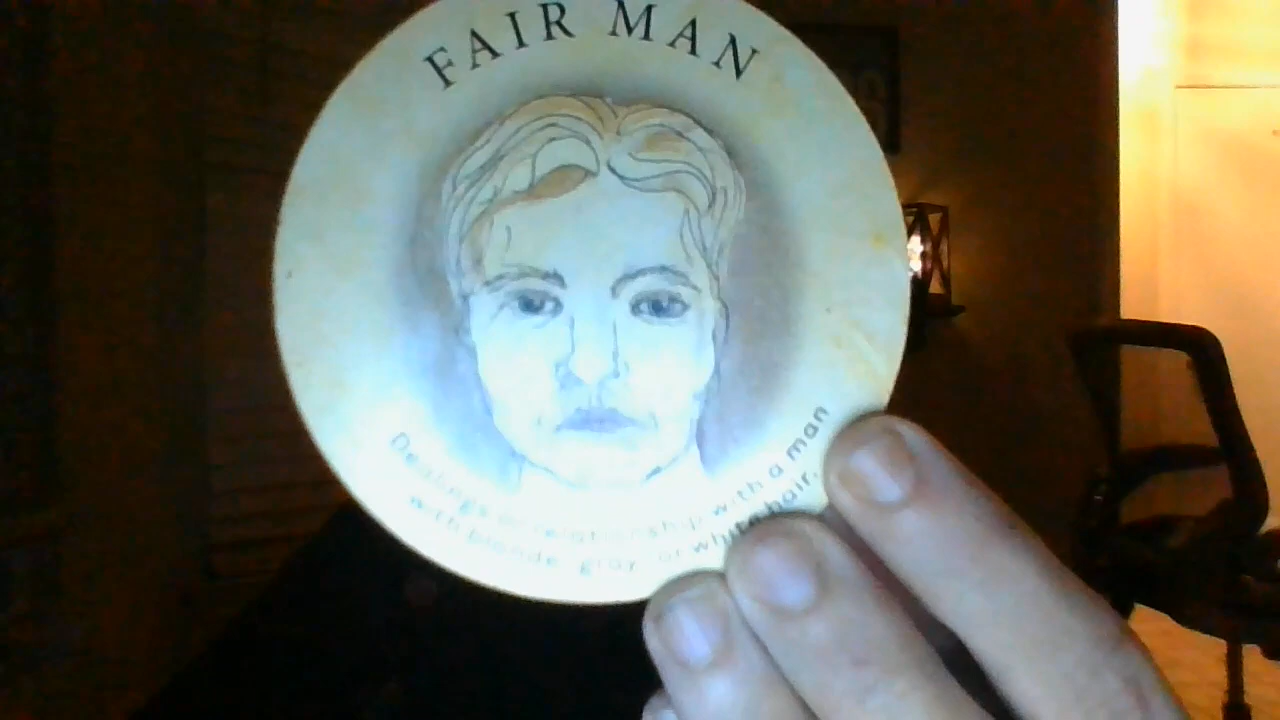 FAIR MAN
Dealings or relationship with a man
with blonde, gray, or white hair.